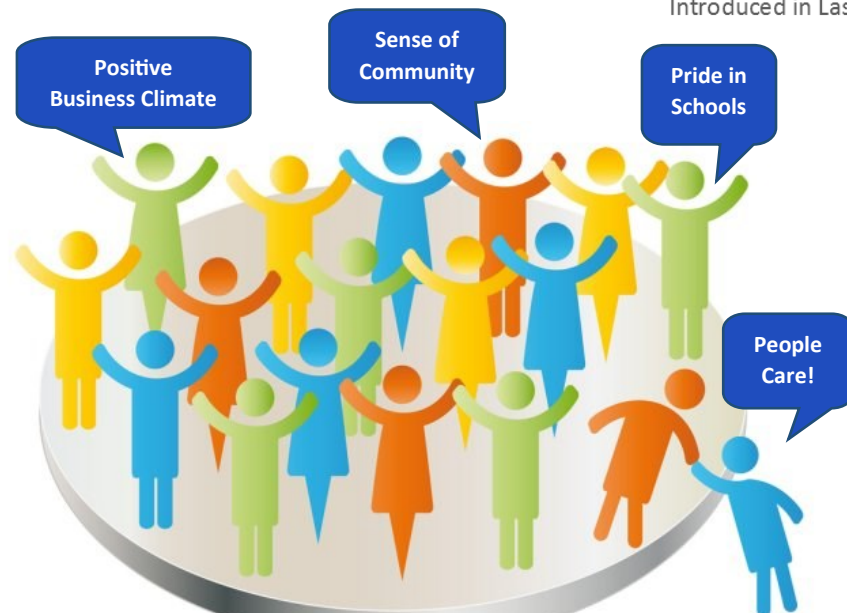 Introduced in Las
Sense of
Community
Positive
Business Climate
Pride in
Schools
People
Care!